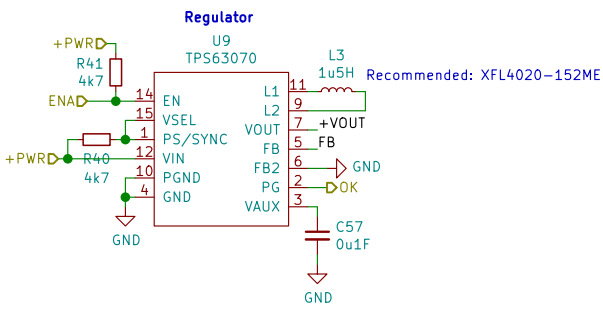 Regulator
U9
TPS63070
+PWR
R41
4k7
ENA
14
EN
15
VSEL
1
PS/SYNC
+PWR
R40
4k7
12
VIN
10
PGND
4
GND
GND
L1
11
L2
9
VOUT
7
+VOUT
FB
5
FB
FB2
6
GND
PG
2
OK
VAUX
3
L3
1u5H
Recommended: XFL4020-152ME
C57
0u1F
GND